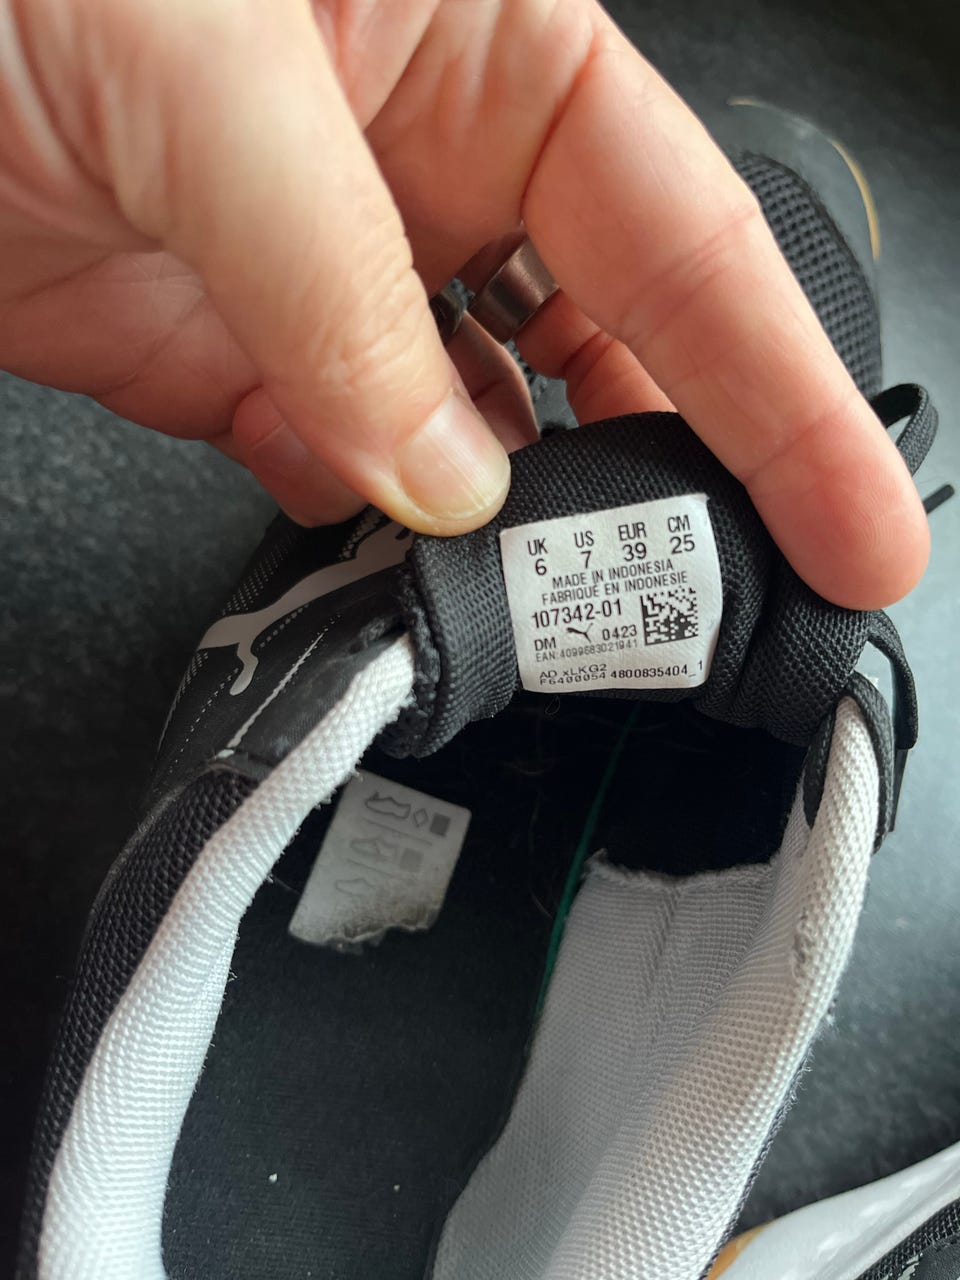 UK US EUR CM
6 7 39 25
MADE IN INDONESIA
FABRIQUÉ EN INDONESIE
107342-01
DM 0423
EAN:4099683021941
AD xLKG2
F6400054 4800835404_1